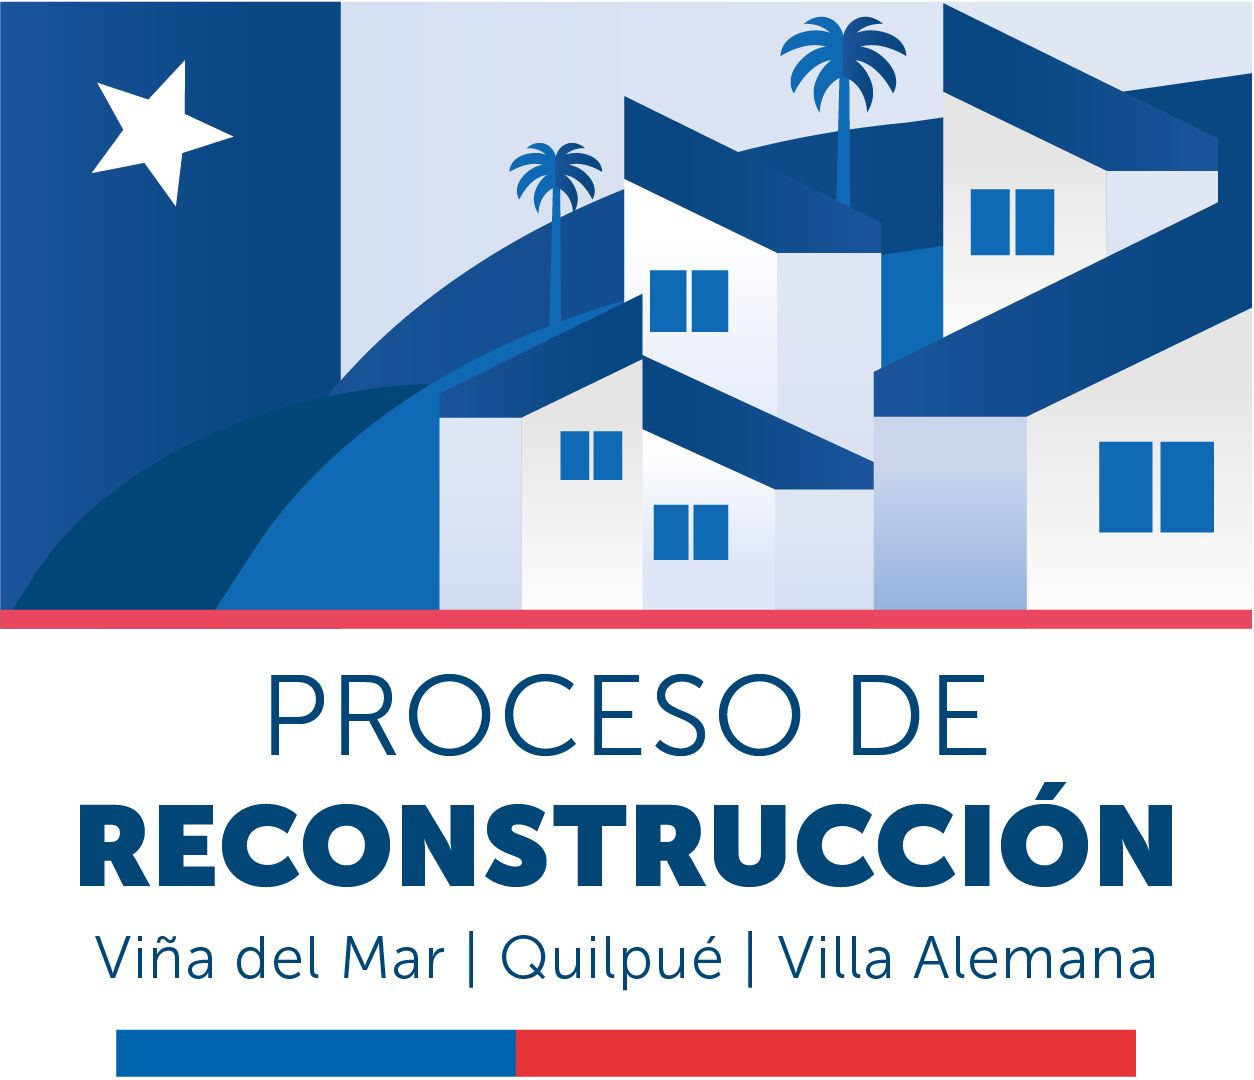 PROCESO DE
RECONSTRUCCIÓN
Viña del Mar | Quilpué | Villa Alemana